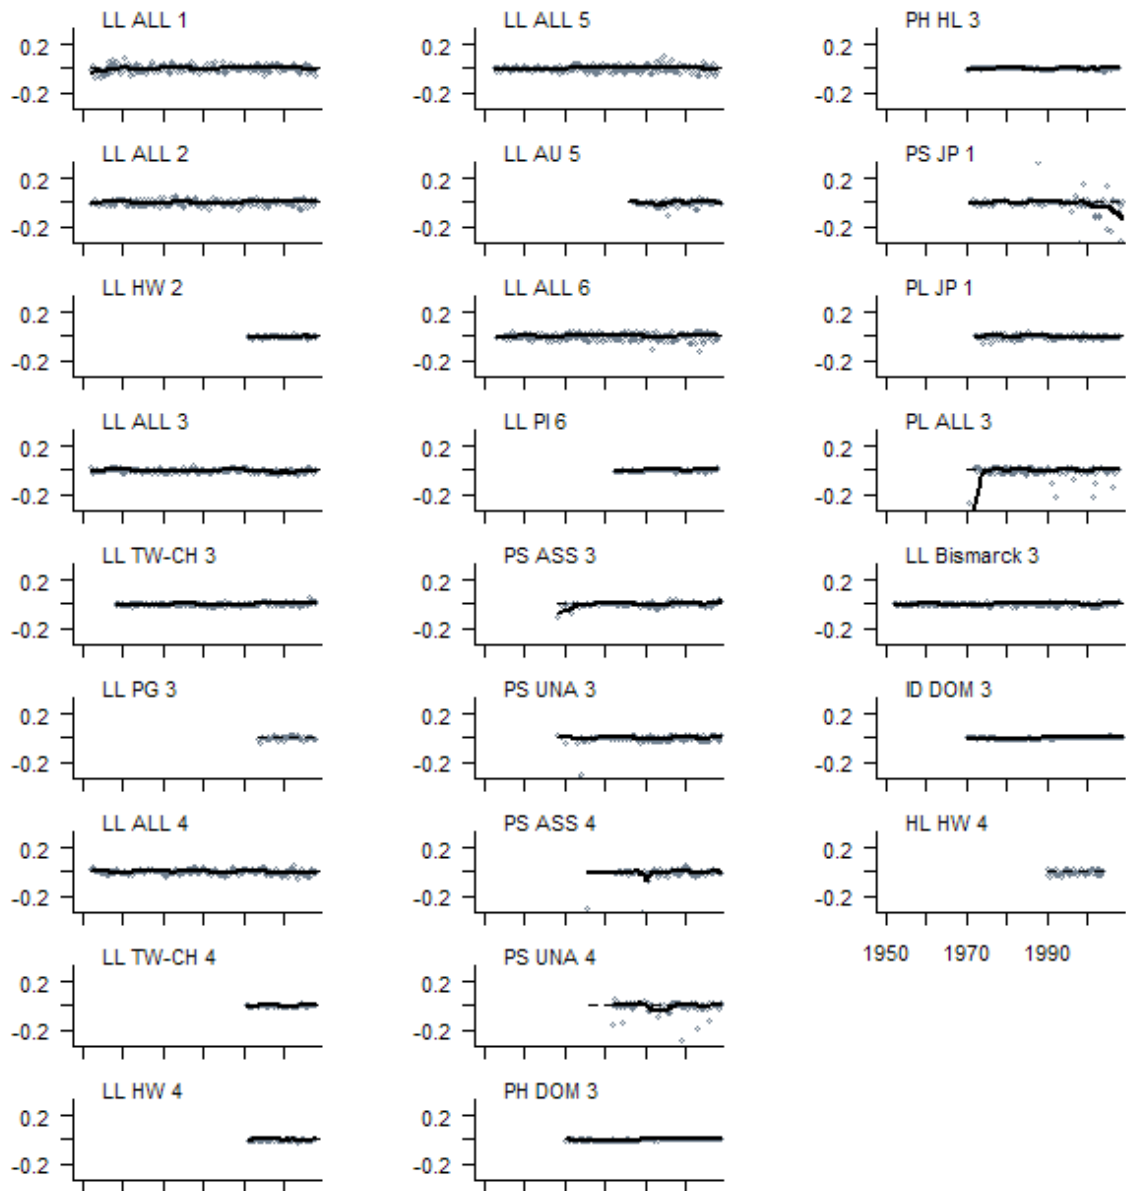 LL ALL 1
0.2
-0.2
LL ALL 2
0.2
-0.2
LL HW 2
0.2
-0.2
LL ALL 3
0.2
-0.2
LL TW-CH 3
0.2
-0.2
LL PG 3
0.2
-0.2
LL ALL 4
0.2
-0.2
LL TW-CH 4
0.2
-0.2
LL HW 4
0.2
-0.2
LL ALL 5
LL AU 5
LL ALL 6
LL PI 6
PS ASS 3
PS UNA 3
PS ASS 4
PS UNA 4
PH DOM 3
0.2
-0.2
0.2
-0.2
0.2
-0.2
0.2
-0.2
0.2
-0.2
0.2
-0.2
0.2
-0.2
0.2
-0.2
0.2
-0.2
PH HL 3
0.2
-0.2
PS JP 1
0.2
-0.2
PL JP 1
0.2
-0.2
PL ALL 3
0.2
-0.2
LL Bismarck 3
0.2
-0.2
ID DOM 3
0.2
-0.2
HL HW 4
0.2
-0.2
1950 1970 1990